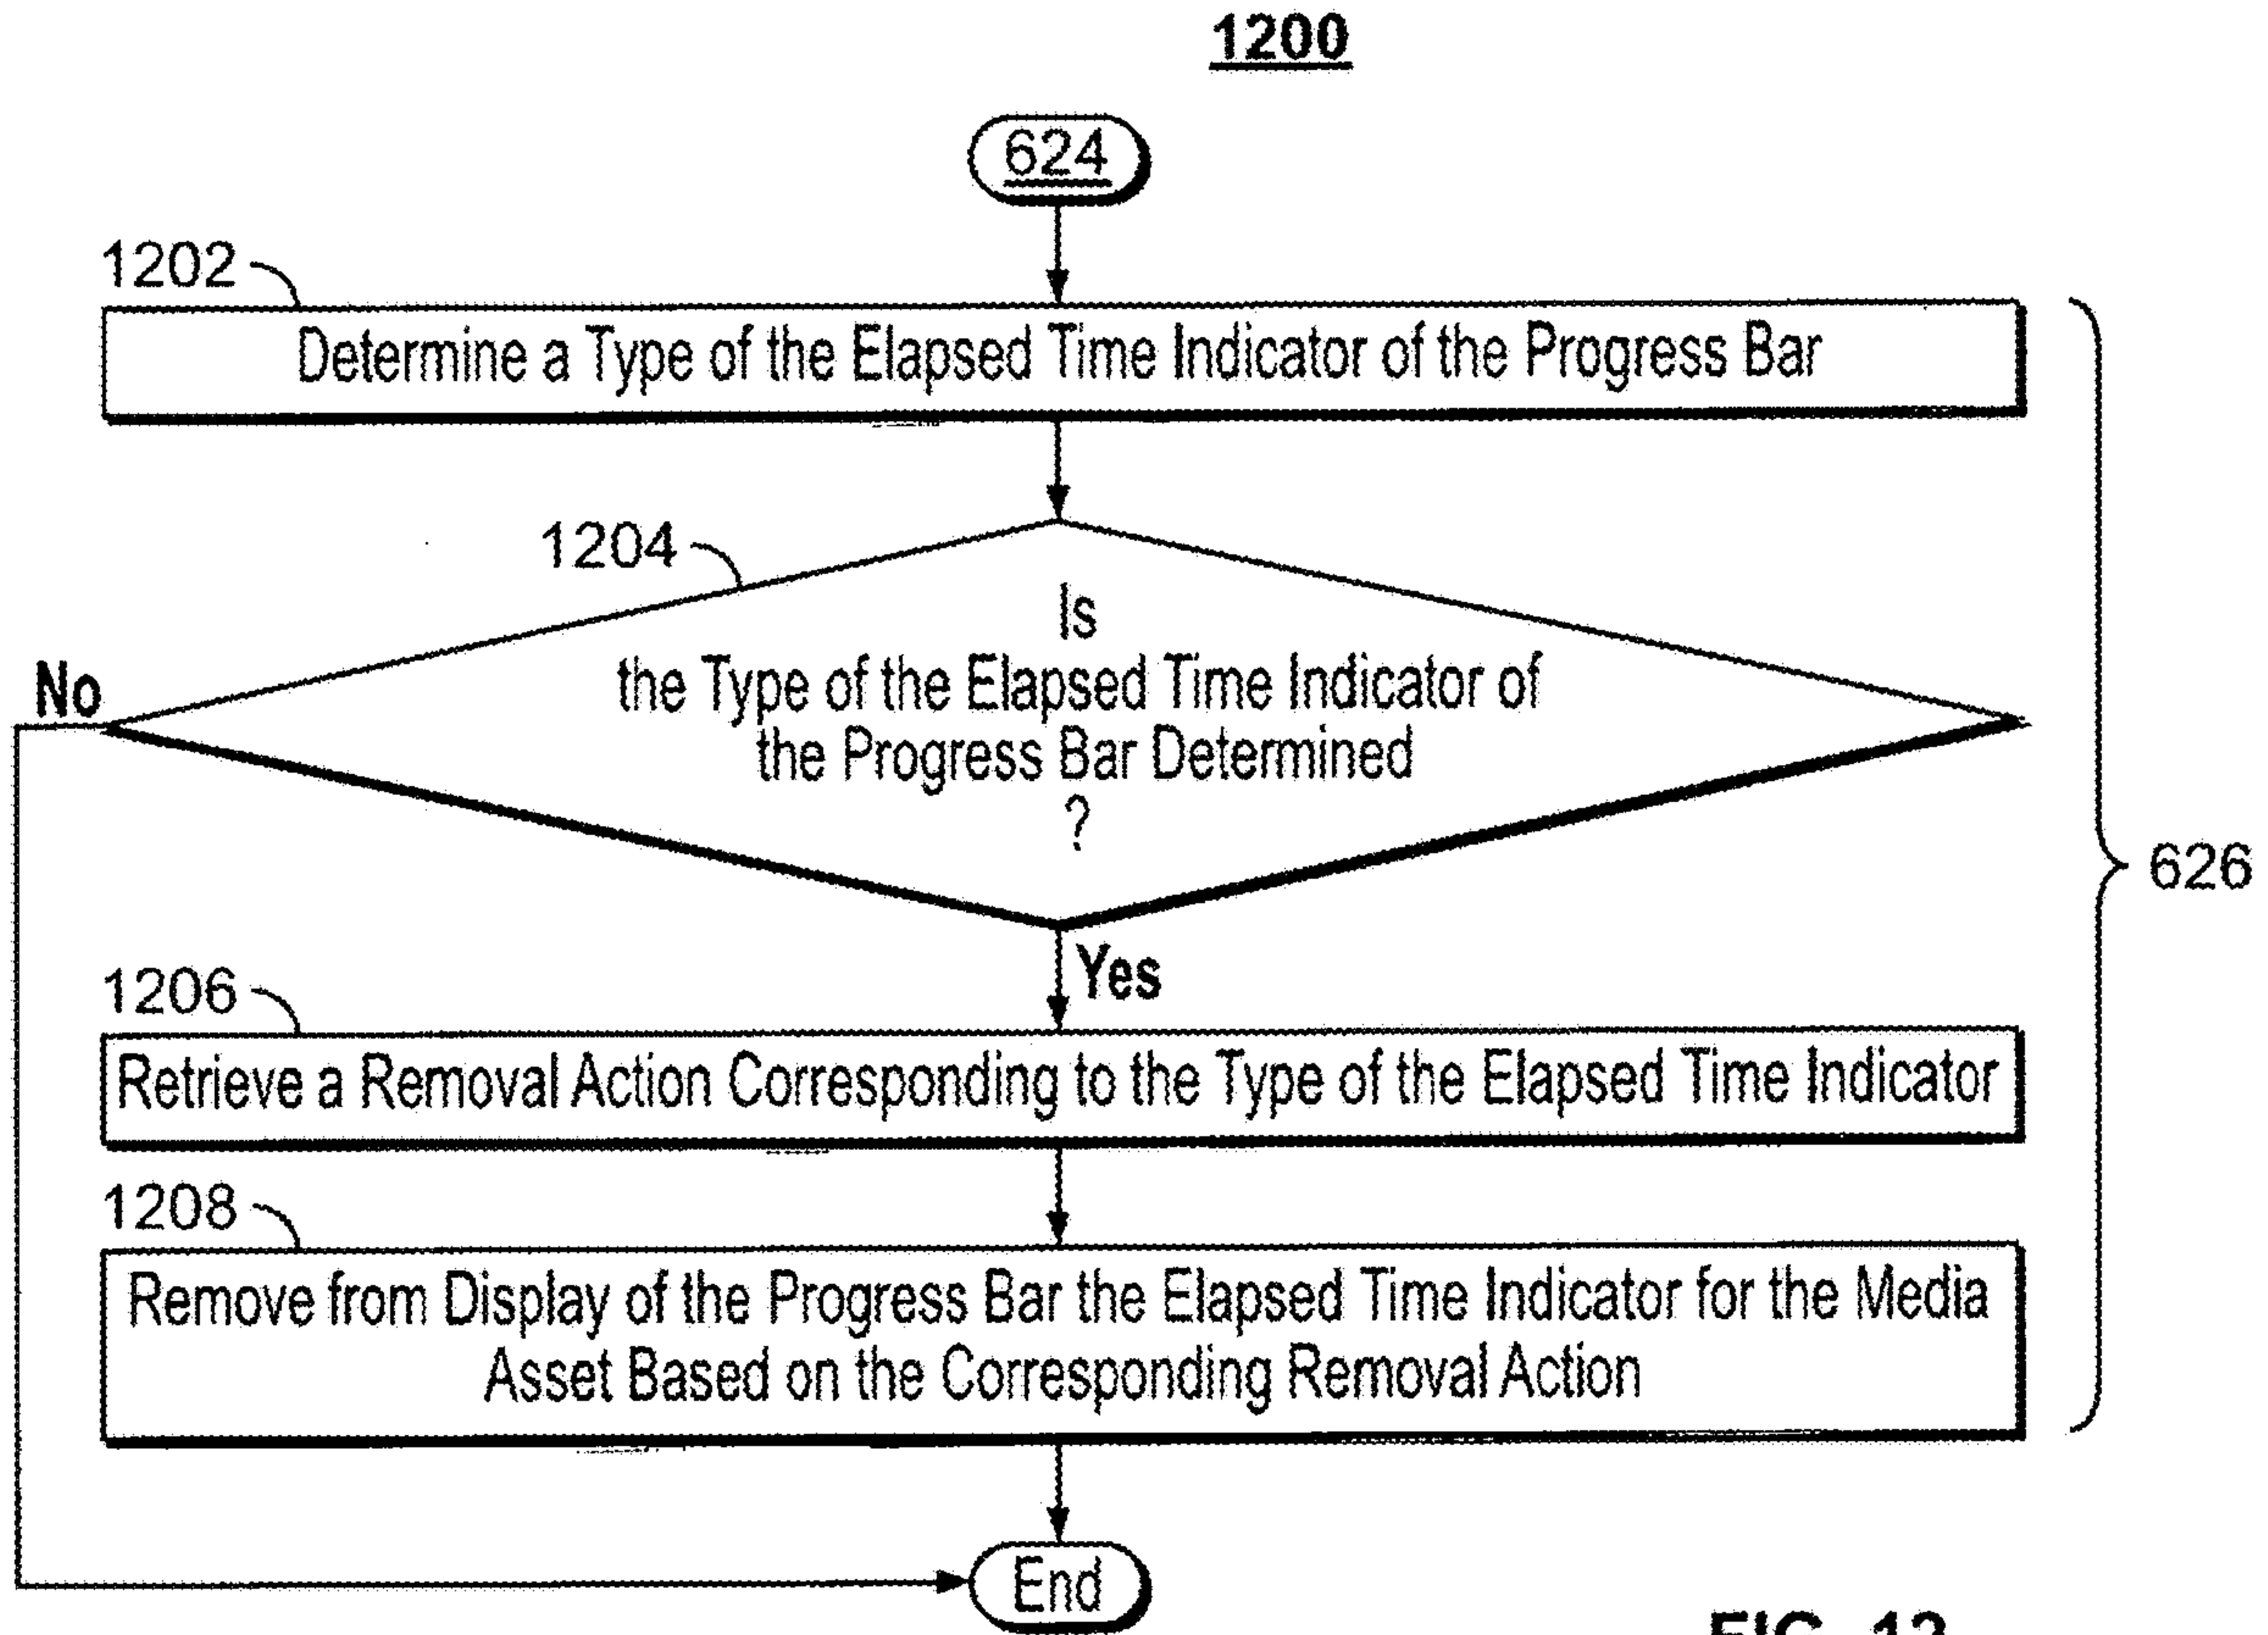 1200
624
1202
Determine a Type of the Elapsed Time Indicator of the Progress Bar
1204
Is
the Type of the Elapsed Time Indicator of
the Progress Bar Determined
?
No
626
Yes
1206
Retrieve a Removal Action Corresponding to the Type of the Elapsed Time Indicator
1208
Remove from Display of the Progress Bar the Elapsed Time Indicator for the Media
Asset Based on the Corresponding Removal Action
End
FIG. 12